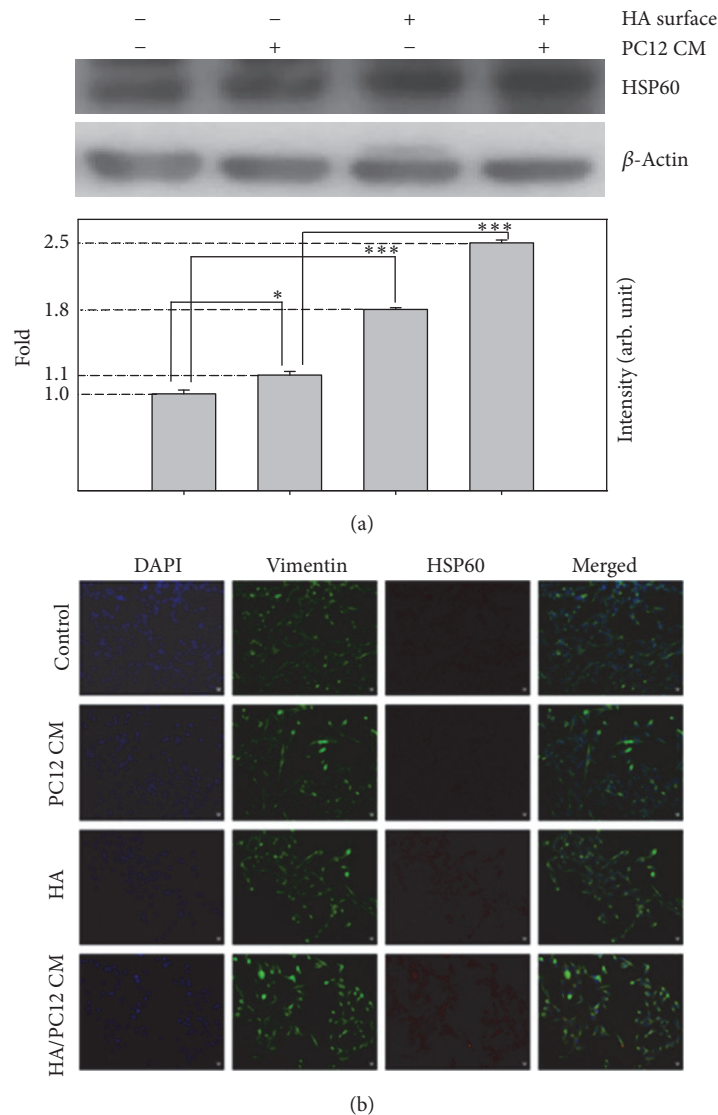 − − + + HA surface
− + − + PC12 CM
HSP60
β-Actin
Fold
2.5
1.8
1.1
1.0
***
***
*
Intensity (arb. unit)
(a)
DAPI Vimentin HSP60 Merged
Control
PC12 CM
HA
HA/PC12 CM
(b)